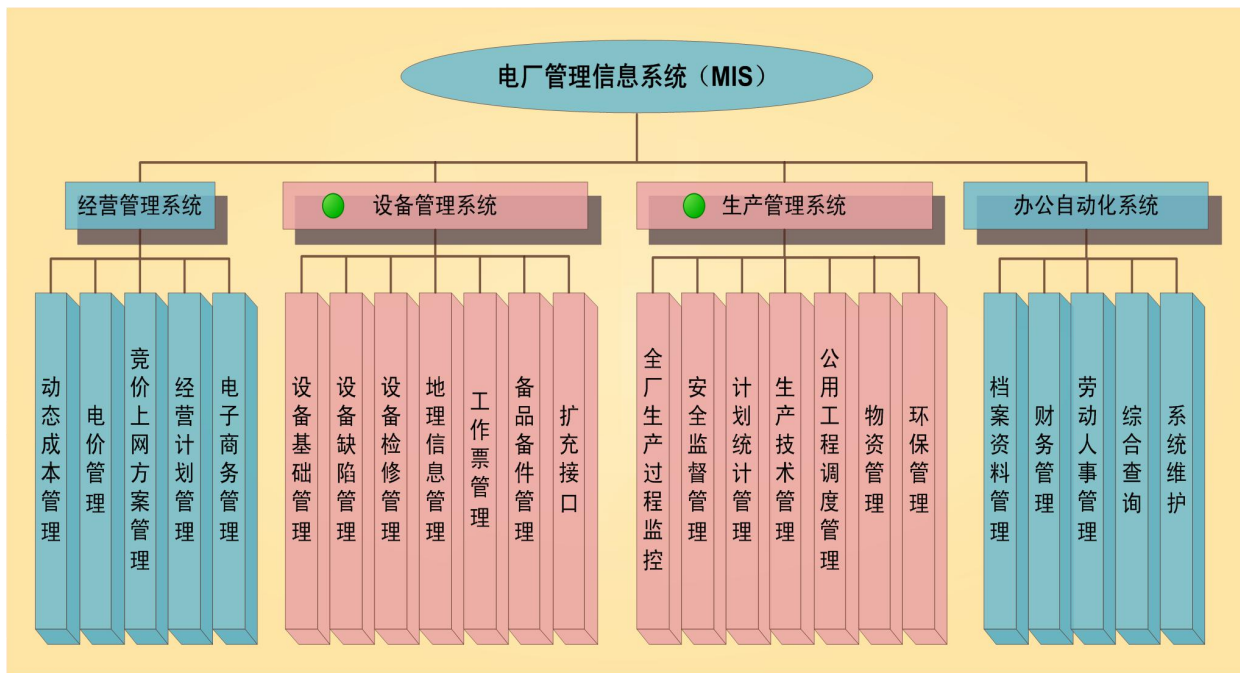 电厂管理信息系统（MIS）
经营管理系统
设备管理系统
生产管理系统
办公自动化系统
动态成本管理
电价管理
竞价上网方案管理
经营计划管理
电子商务管理
设备基础管理
设备缺陷管理
设备检修管理
地理信息管理
工作票管理
备品备件管理
扩充接口
全厂生产过程监控
安全监督管理
计划统计管理
生产技术管理
公用工程调度管理
物资管理
环保管理
档案资料管理
财务管理
劳动人事管理
综合查询
系统维护